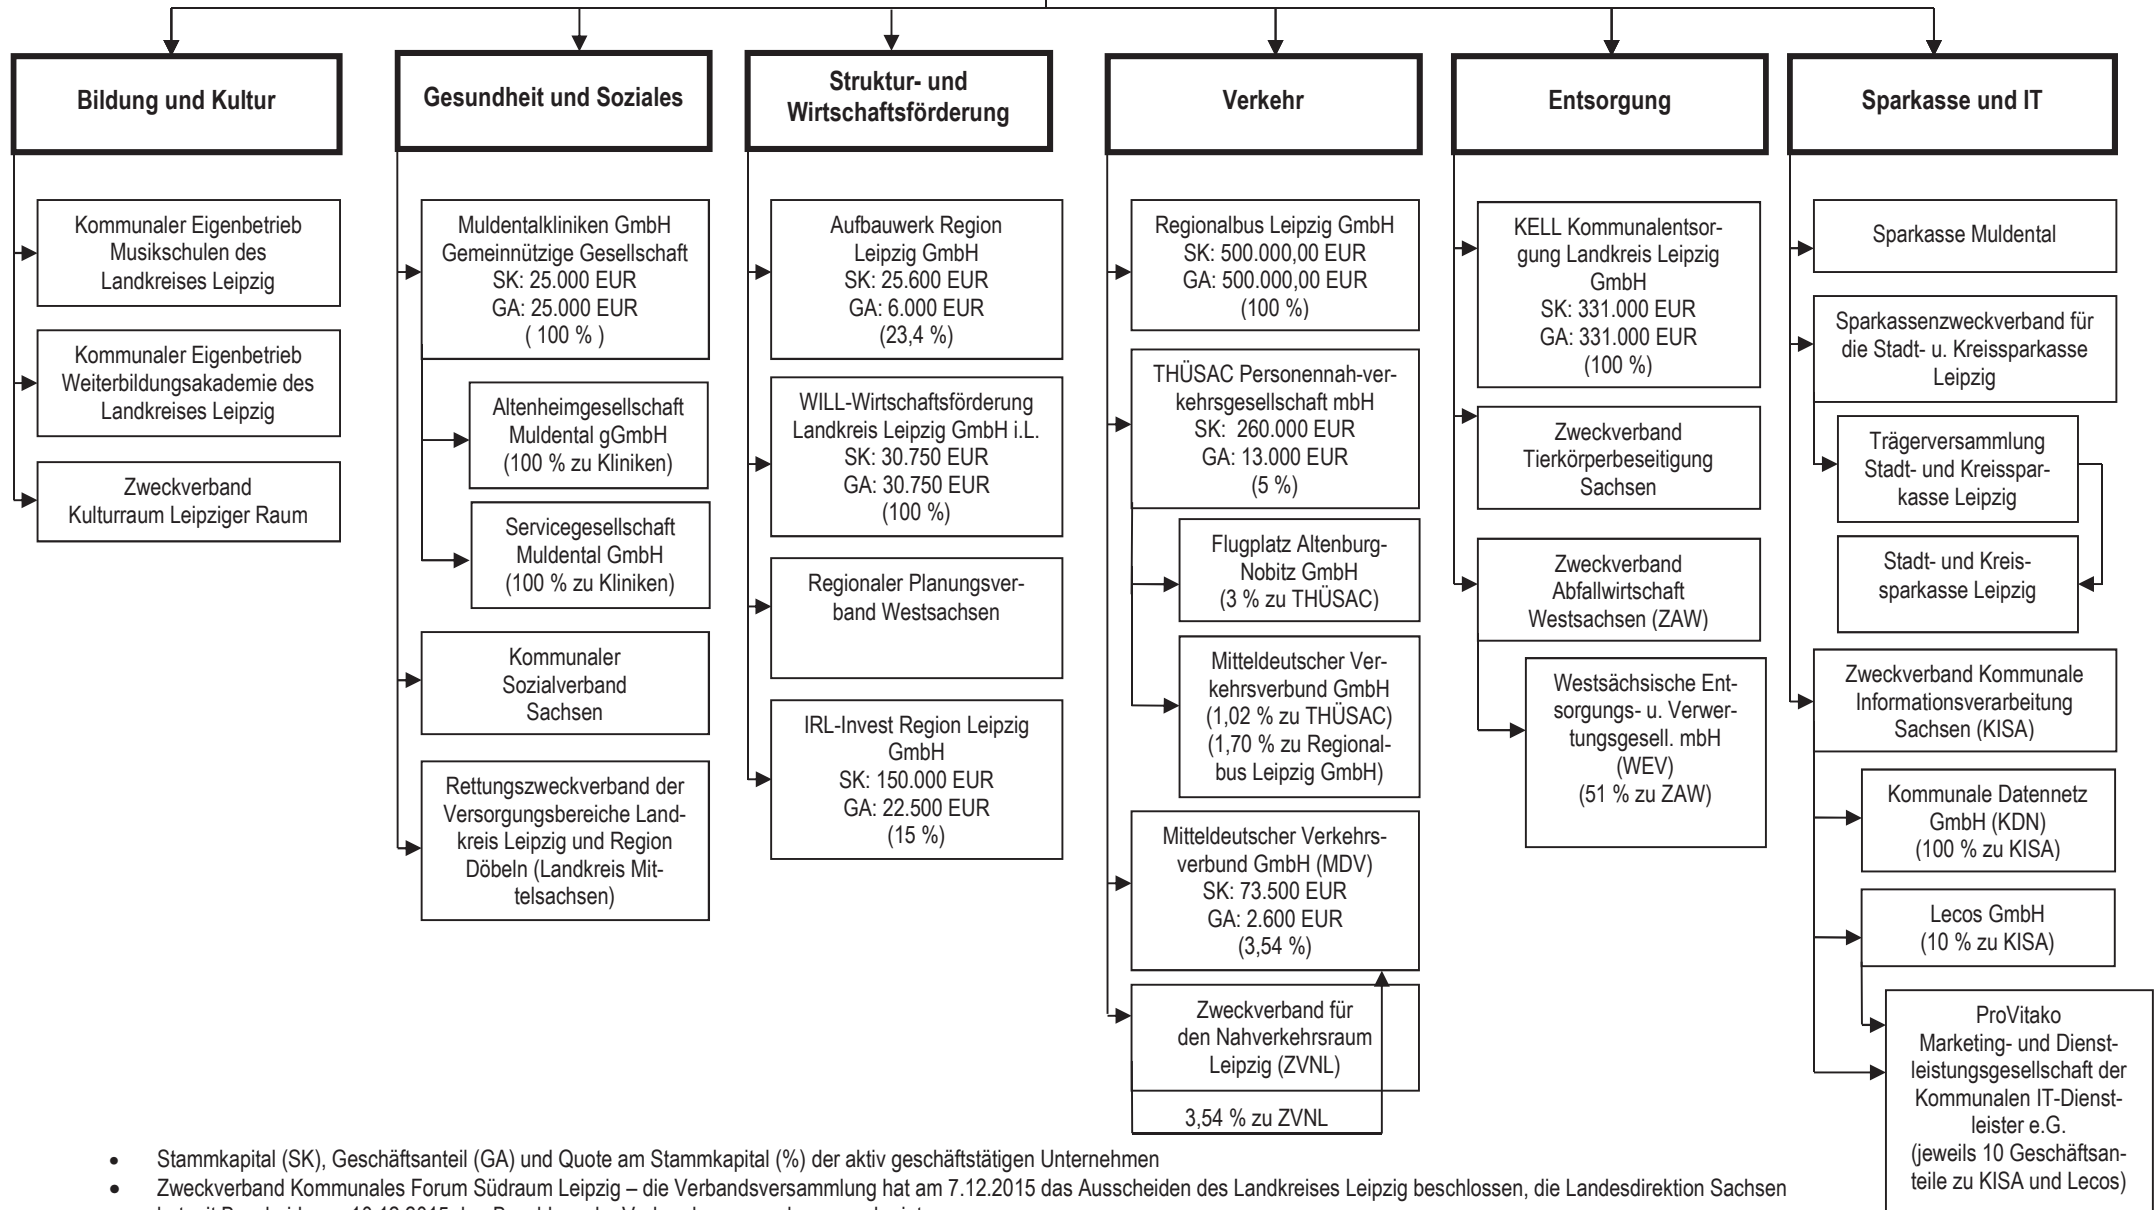 Bildung und Kultur
Kommunaler Eigenbetrieb
Musikschulen des
Landkreises Leipzig
Kommunaler Eigenbetrieb
Weiterbildungsakademie des
Landkreises Leipzig
Zweckverband
Kulturraum Leipziger Raum
Gesundheit und Soziales
Muldentalkliniken GmbH
Gemeinnützige Gesellschaft
SK: 25.000 EUR
GA: 25.000 EUR
( 100 % )
Altenheimgesellschaft
Muldental gGmbH
(100 % zu Kliniken)
Servicegesellschaft
Muldental GmbH
(100 % zu Kliniken)
Kommunaler
Sozialverband
Sachsen
Rettungszweckverband der
Versorgungsbereiche Land-
kreis Leipzig und Region
Döbeln (Landkreis Mit-
telsachsen)
Struktur- und
Wirtschaftsförderung
Aufbauwerk Region
Leipzig GmbH
SK: 25.600 EUR
GA: 6.000 EUR
(23,4 %)
WILL-Wirtschaftsförderung
Landkreis Leipzig GmbH i.L.
SK: 30.750 EUR
GA: 30.750 EUR
(100 %)
Regionaler Planungsver-
band Westsachsen
IRL-Invest Region Leipzig
GmbH
SK: 150.000 EUR
GA: 22.500 EUR
(15 %)
Verkehr
Regionalbus Leipzig GmbH
SK: 500.000,00 EUR
GA: 500.000,00 EUR
(100 %)
THÜSAC Personennah-ver-
kehrsgesellschaft mbH
SK: 260.000 EUR
GA: 13.000 EUR
(5 %)
Flugplatz Altenburg-
Nobitz GmbH
(3 % zu THÜSAC)
Mitteldeutscher Ver-
kehrsverbund GmbH
(1,02 % zu THÜSAC)
(1,70 % zu Regional-
bus Leipzig GmbH)
Mitteldeutscher Verkehrs-
verbund GmbH (MDV)
SK: 73.500 EUR
GA: 2.600 EUR
(3,54 %)
Zweckverband für
den Nahverkehrsraum
Leipzig (ZVNL)
3,54 % zu ZVNL
Entsorgung
KELL Kommunalentsor-
gung Landkreis Leipzig
GmbH
SK: 331.000 EUR
GA: 331.000 EUR
(100 %)
Zweckverband
Tierkörperbeseitigung
Sachsen
Zweckverband
Abfallwirtschaft
Westsachsen (ZAW)
Westsächsische Ent-
sorgungs- u. Verwer-
tungsgesell. mbH
(WEV)
(51 % zu ZAW)
Sparkasse und IT
Sparkasse Muldental
Sparkassenzweckverband für
die Stadt- u. Kreissparkasse
Leipzig
Trägerversammlung
Stadt- und Kreisspar-
kasse Leipzig
Stadt- und Kreis-
sparkasse Leipzig
Zweckverband Kommunale
Informationsverarbeitung
Sachsen (KISA)
Kommunale Datennetz
GmbH (KDN)
(100 % zu KISA)
Lecos GmbH
(10 % zu KISA)
ProVitako
Marketing- und Dienst-
leistungsgesellschaft der
Kommunalen IT-Dienst-
leister e.G.
(jeweils 10 Geschäftsan-
teile zu KISA und Lecos)
• Stammkapital (SK), Geschäftsanteil (GA) und Quote am Stammkapital (%) der aktiv geschäftstätigen Unternehmen
• Zweckverband Kommunales Forum Südraum Leipzig – die Verbandsversammlung hat am 7.12.2015 das Ausscheiden des Landkreises Leipzig beschlossen, die Landesdirektion Sachsen